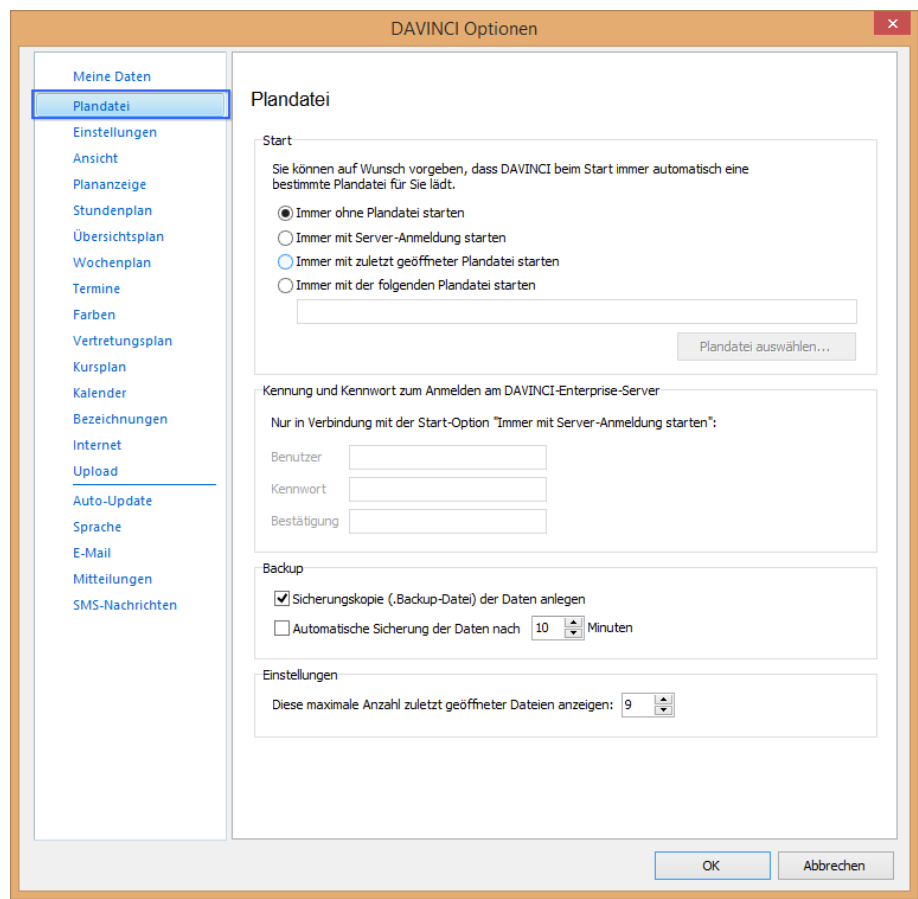 DAVINCI Optionen
Meine Daten
Plandatei
Einstellungen
Ansicht
Plananzeige
Stundenplan
Übersichtsplan
Wochenplan
Termine
Farben
Vertretungsplan
Kursplan
Kalender
Bezeichnungen
Internet
Upload
Auto-Update
Sprache
E-Mail
Mitteilungen
SMS-Nachrichten
Plandatei
Start
Sie können auf Wunsch vorgeben, dass DAVINCI beim Start immer automatisch eine
bestimmte Plandatei für Sie lädt.
Immer ohne Plandatei starten
Immer mit Server-Anmeldung starten
Immer mit zuletzt geöffneter Plandatei starten
Immer mit der folgenden Plandatei starten
Plandatei auswählen...
Kennung und Kennwort zum Anmelden am DAVINCI-Enterprise-Server
Nur in Verbindung mit der Start-Option "Immer mit Server-Anmeldung starten":
Benutzer
Kennwort
Bestätigung
Backup
Sicherungskopie (.Backup-Datei) der Daten anlegen
Automatische Sicherung der Daten nach 10 Minuten
Einstellungen
Diese maximale Anzahl zuletzt geöffneter Dateien anzeigen: 9
OK Abbrechen